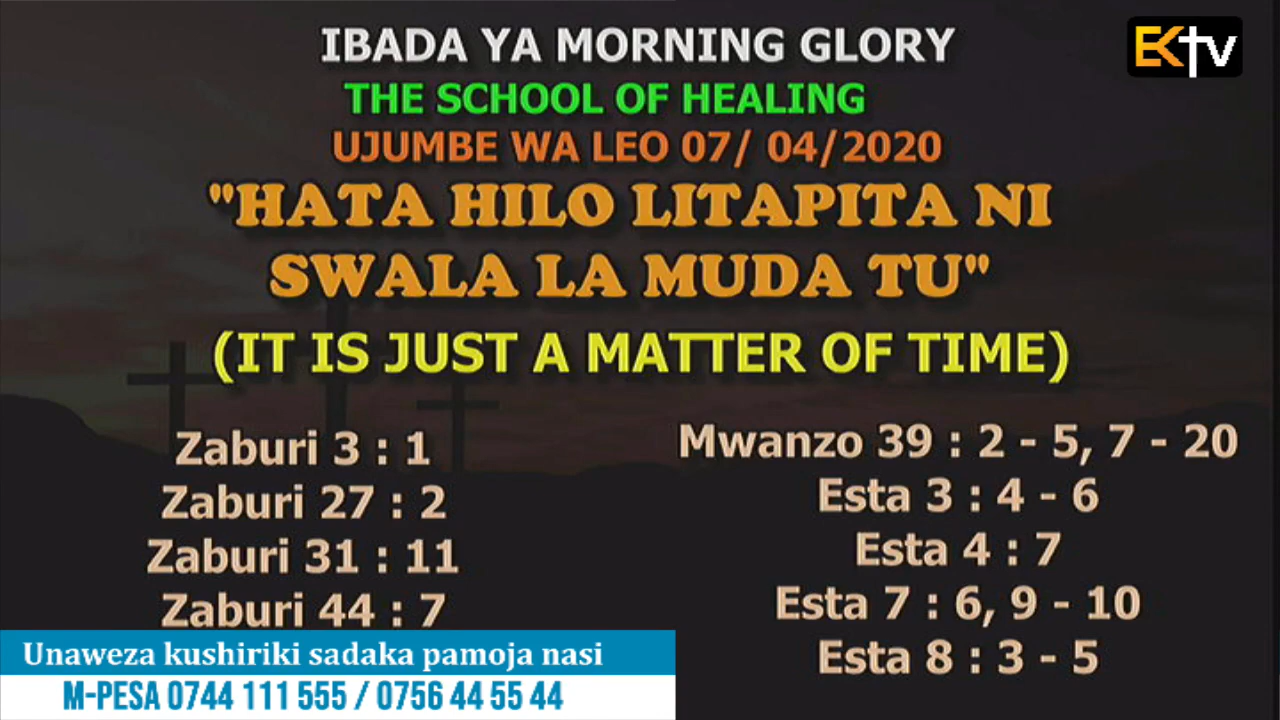 IBADA YA MORNING GLORY
EKTV
THE SCHOOL OF HEALING
UJUMBE WA LEO 07/ 04/2020
"HATA HILO LITAPITA NI
SWALA LA MUDA TU"
(IT IS JUST A MATTER OF TIME)
Zaburi 3 : 1
Zaburi 27 : 2
Zaburi 31 : 11
Zaburi 44 : 7
Mwanzo 39 : 2 - 5, 7 - 20
Esta 3 : 4 - 6
Esta 4 : 7
Esta 7 : 6, 9 - 10
Esta 8 : 3 - 5
Unaweza kushiriki sadaka pamoja nasi
M-PESA 0744 111 555 / 0756 44 55 44